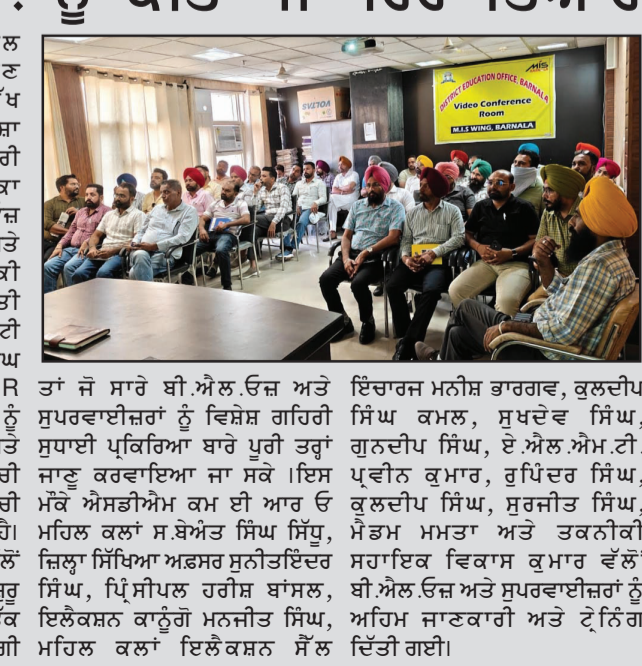 ਨੂੰ
ਲ
ਣ
ੱਖ
ਸ਼ਾ
ਰੀ
ਕਾ
ਜ਼
ਤੇ
ਕੀ
ਤੀ
ਟੀ
ਘ
R
ਨੂੰ
ਤੇ
ਚੀ
ਚੀ
ਹੈ।
ਲੋਂ
ਸ਼ੁਰੂ
ਕ
ਗੀ
VOLTVS
MIS
DISTRICT EDUCATION OFFICE, BARNALA
Video Conference
Room
M.I.S WING, BARNALA
ਤਾਂ ਜੋ ਸਾਰੇ ਬੀ.ਐਲ.ਓਜ਼ ਅਤੇ
ਸੁਪਰਵਾਈਜ਼ਰਾਂ ਨੂੰ ਵਿਸ਼ੇਸ਼ ਗਹਿਰੀ
ਸੁਧਾਈ ਪ੍ਰਕਿਰਿਆ ਬਾਰੇ ਪੂਰੀ ਤਰ੍ਹਾਂ
ਜਾਣੂ ਕਰਵਾਇਆ ਜਾ ਸਕੇ ।ਇਸ
ਮੌਕੇ ਐਸਡੀਐਮ ਕਮ ਈ ਆਰ ਓ
ਮਹਿਲ ਕਲਾਂ ਸ.ਬੇਅੰਤ ਸਿੰਘ ਸਿੱਧੂ,
ਜ਼ਿਲ੍ਹਾ ਸਿੱਖਿਆ ਅਫ਼ਸਰ ਸੁਨੀਤਇੰਦਰ
ਸਿੰਘ, ਪ੍ਰਿੰਸੀਪਲ ਹਰੀਸ਼ ਬਾਂਸਲ,
ਇਲੈਕਸ਼ਨ ਕਾਨੂੰਗੋ ਮਨਜੀਤ ਸਿੰਘ,
ਮਹਿਲ ਕਲਾਂ ਇਲੈਕਸ਼ਨ ਸੈੱਲ
ਇੰਚਾਰਜ ਮਨੀਸ਼ ਭਾਰਗਵ, ਕੁਲਦੀਪ
ਸਿੰਘ ਕਮਲ, ਸੁਖਦੇਵ ਸਿੰਘ,
ਗੁਨਦੀਪ ਸਿੰਘ, ਏ.ਐਲ.ਐਮ.ਟੀ.
ਪ੍ਰਵੀਨ ਕੁਮਾਰ, ਰੁਪਿੰਦਰ ਸਿੰਘ,
ਕੁਲਦੀਪ ਸਿੰਘ, ਸੁਰਜੀਤ ਸਿੰਘ,
ਮੈਡਮ ਮਮਤਾ ਅਤੇ ਤਕਨੀਕੀ
ਸਹਾਇਕ ਵਿਕਾਸ ਕੁਮਾਰ ਵੱਲੋਂ
ਬੀ.ਐਲ.ਓਜ਼ ਅਤੇ ਸੁਪਰਵਾਈਜ਼ਰਾਂ ਨੂੰ
ਅਹਿਮ ਜਾਣਕਾਰੀ ਅਤੇ ਟ੍ਰੇਨਿੰਗ
ਦਿੱਤੀ ਗਈ।